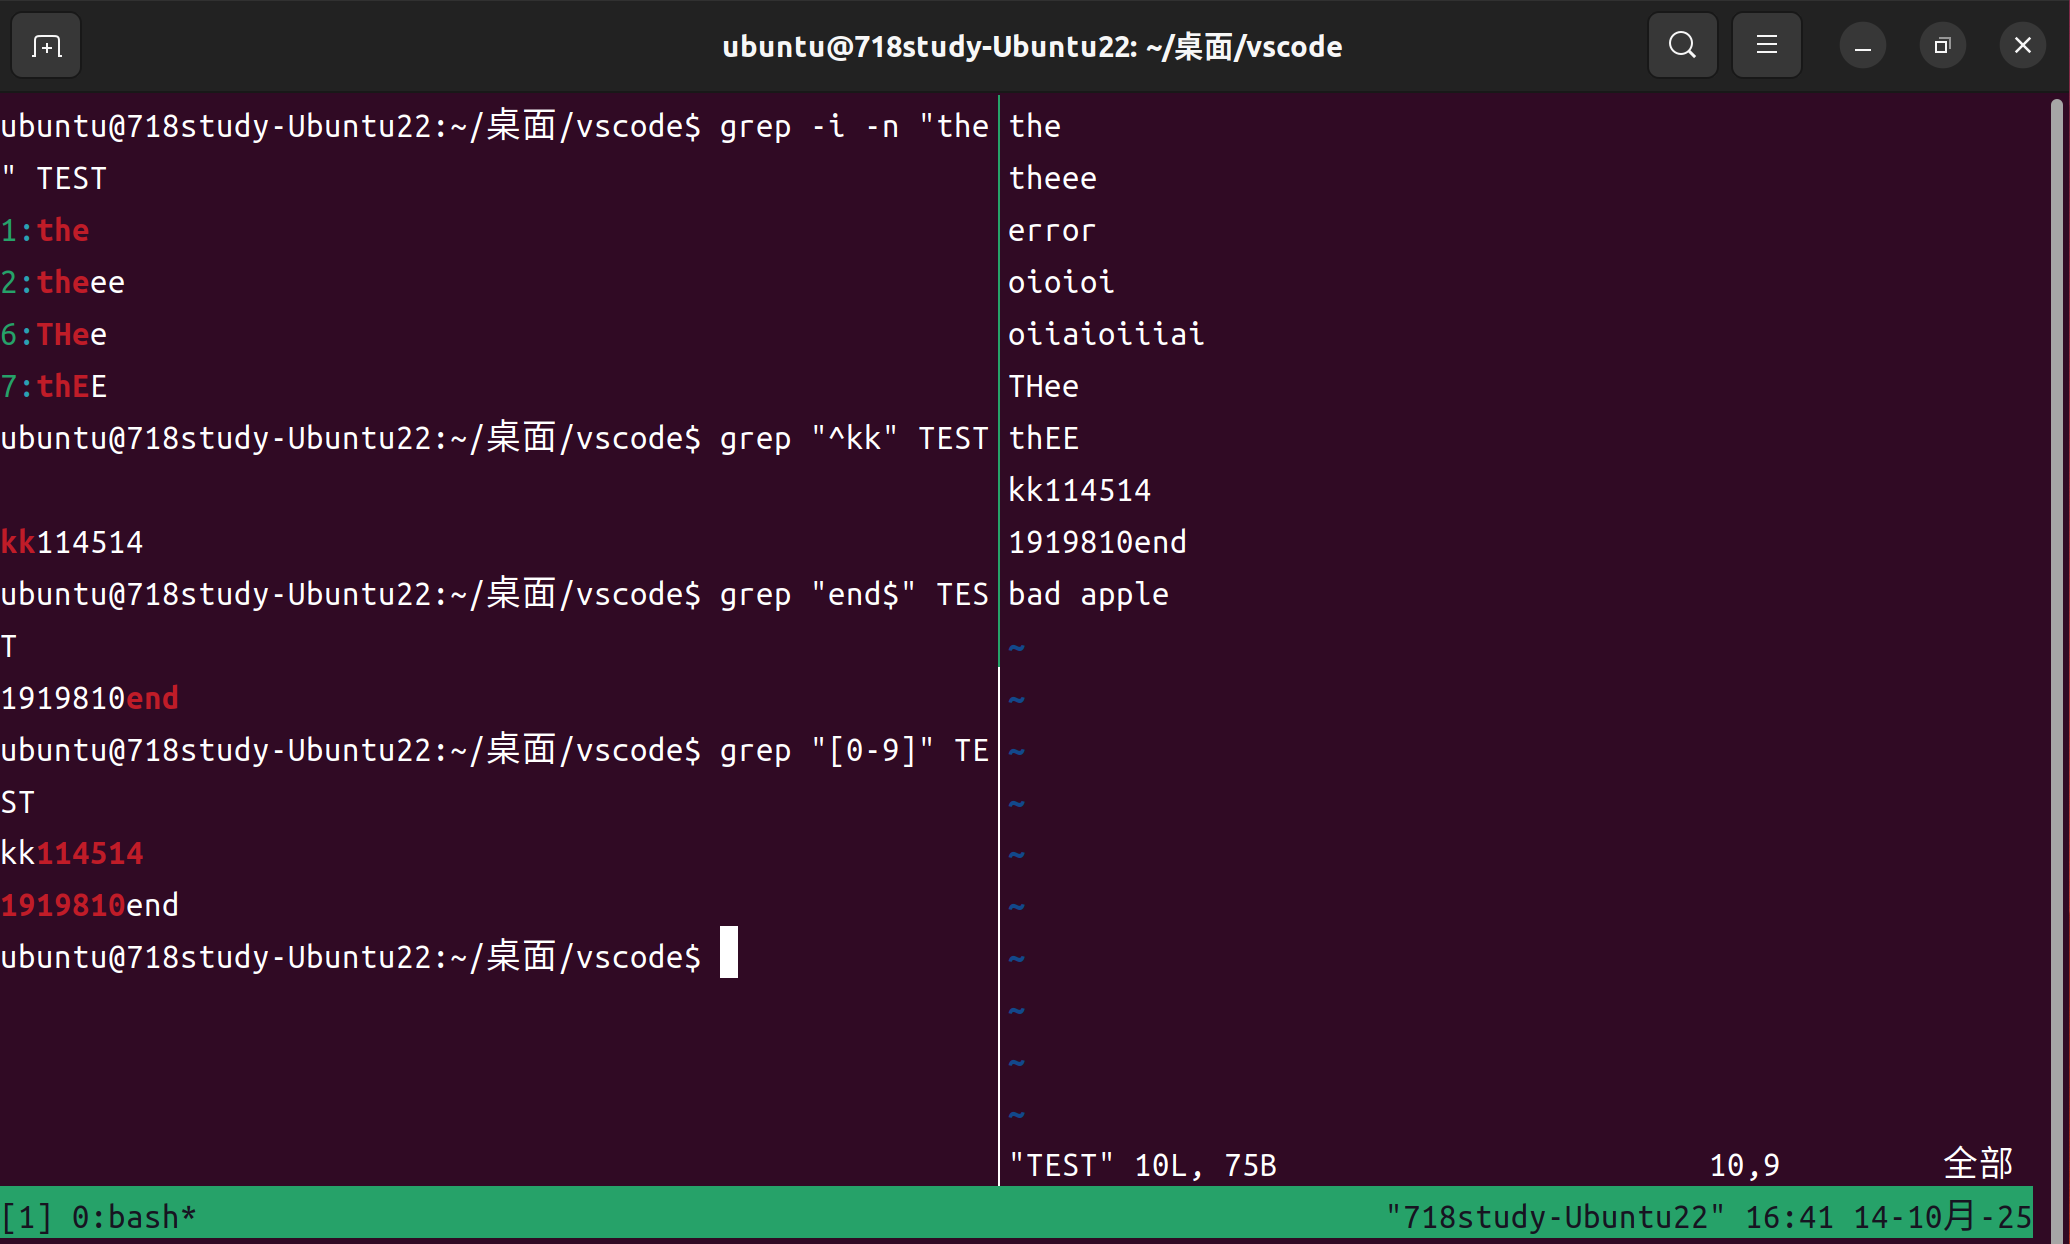 ubuntu@718study-Ubuntu22: ~/桌面/vscode
ubuntu@718study-Ubuntu22:~/桌面/vscode$ grep -i -n "the
" TEST
1:the
2:theee
6:THee
7:thEE
ubuntu@718study-Ubuntu22:~/桌面/vscode$ grep "^kk" TEST
kk114514
ubuntu@718study-Ubuntu22:~/桌面/vscode$ grep "end$" TES
T
1919810end
ubuntu@718study-Ubuntu22:~/桌面/vscode$ grep "[0-9]" TE
ST
kk114514
1919810end
ubuntu@718study-Ubuntu22:~/桌面/vscode$
the
theee
error
oioioi
oiiaioiiiai
THee
thEE
kk114514
1919810end
bad apple
~
~
~
~
~
~
~
~
~
~
"TEST" 10L, 75B 10,9 全部
[1] 0:bash* "718study-Ubuntu22" 16:41 14-10月-25